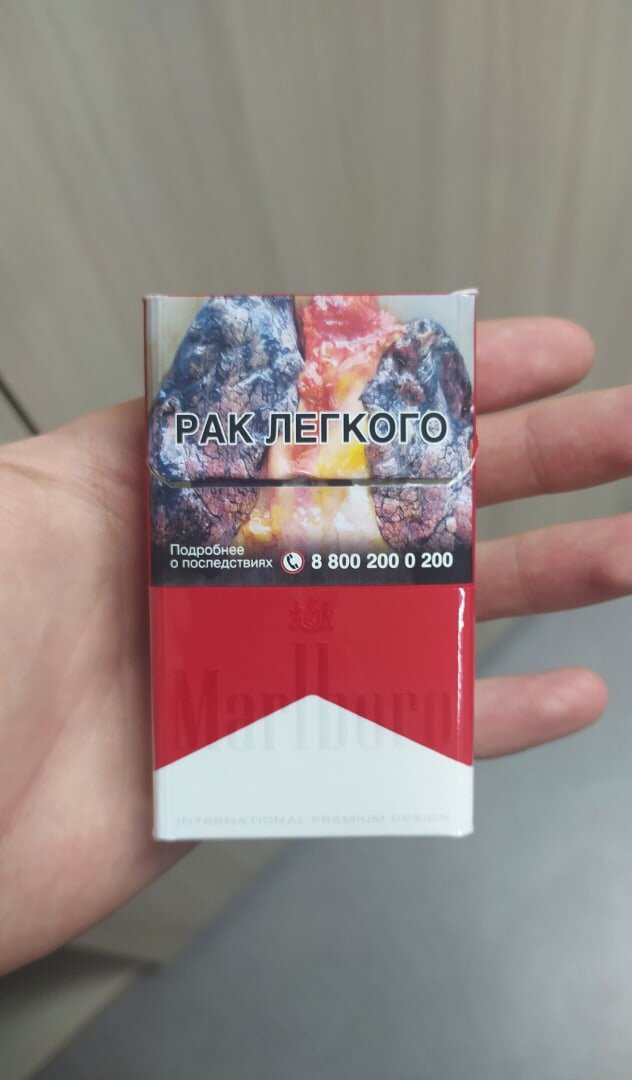 РАК ЛЕГКОГО
Подробнее
о последствиях 8 800 200 0 200
Marlboro
INTERNATIONAL PREMIUM DESIGN